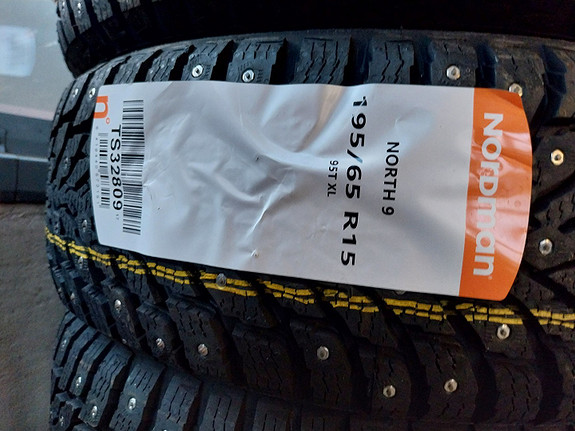 Nordman
NORTH 9
195/65 R15
95T XL
TS32809
n